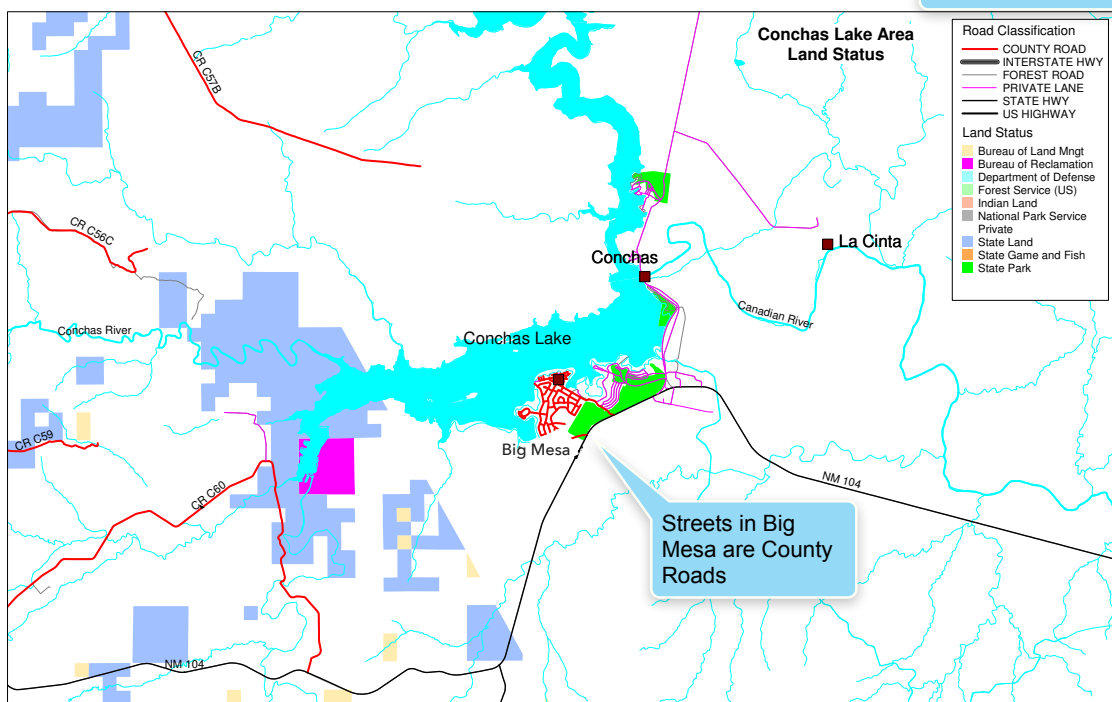 Conchas Lake Area
Land Status
Road Classification
COUNTY ROAD
INTERSTATE HWY
FOREST ROAD
PRIVATE LANE
STATE HWY
US HIGHWAY
Land Status
Bureau of Land Mngt
Bureau of Reclamation
Department of Defense
Forest Service (US)
Indian Land
National Park Service
Private
State Land
State Game and Fish
State Park
CR C57B
CR C56C
La Cinta
Conchas
Canadian River
Conchas River
Conchas Lake
CR C59
Big Mesa
CR C60
NM 104
Streets in Big
Mesa are County
Roads
NM 104